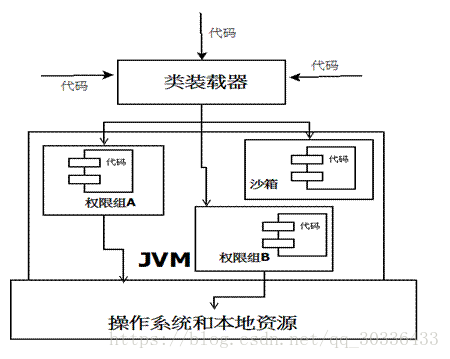 代码
代码
代码
类装载器
代码
代码
沙箱
权限组A
代码
JVM
权限组B
操作系统和本地资源
https://blog.csdn.net/qq_30336433